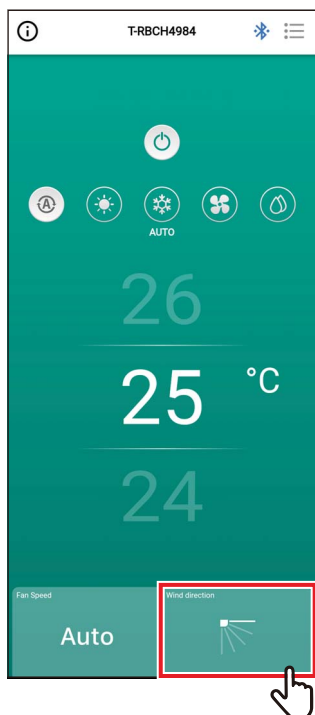 T-RBCH4984
A
AUTO
26
25 °C
24
Fan Speed
Wind direction
Auto